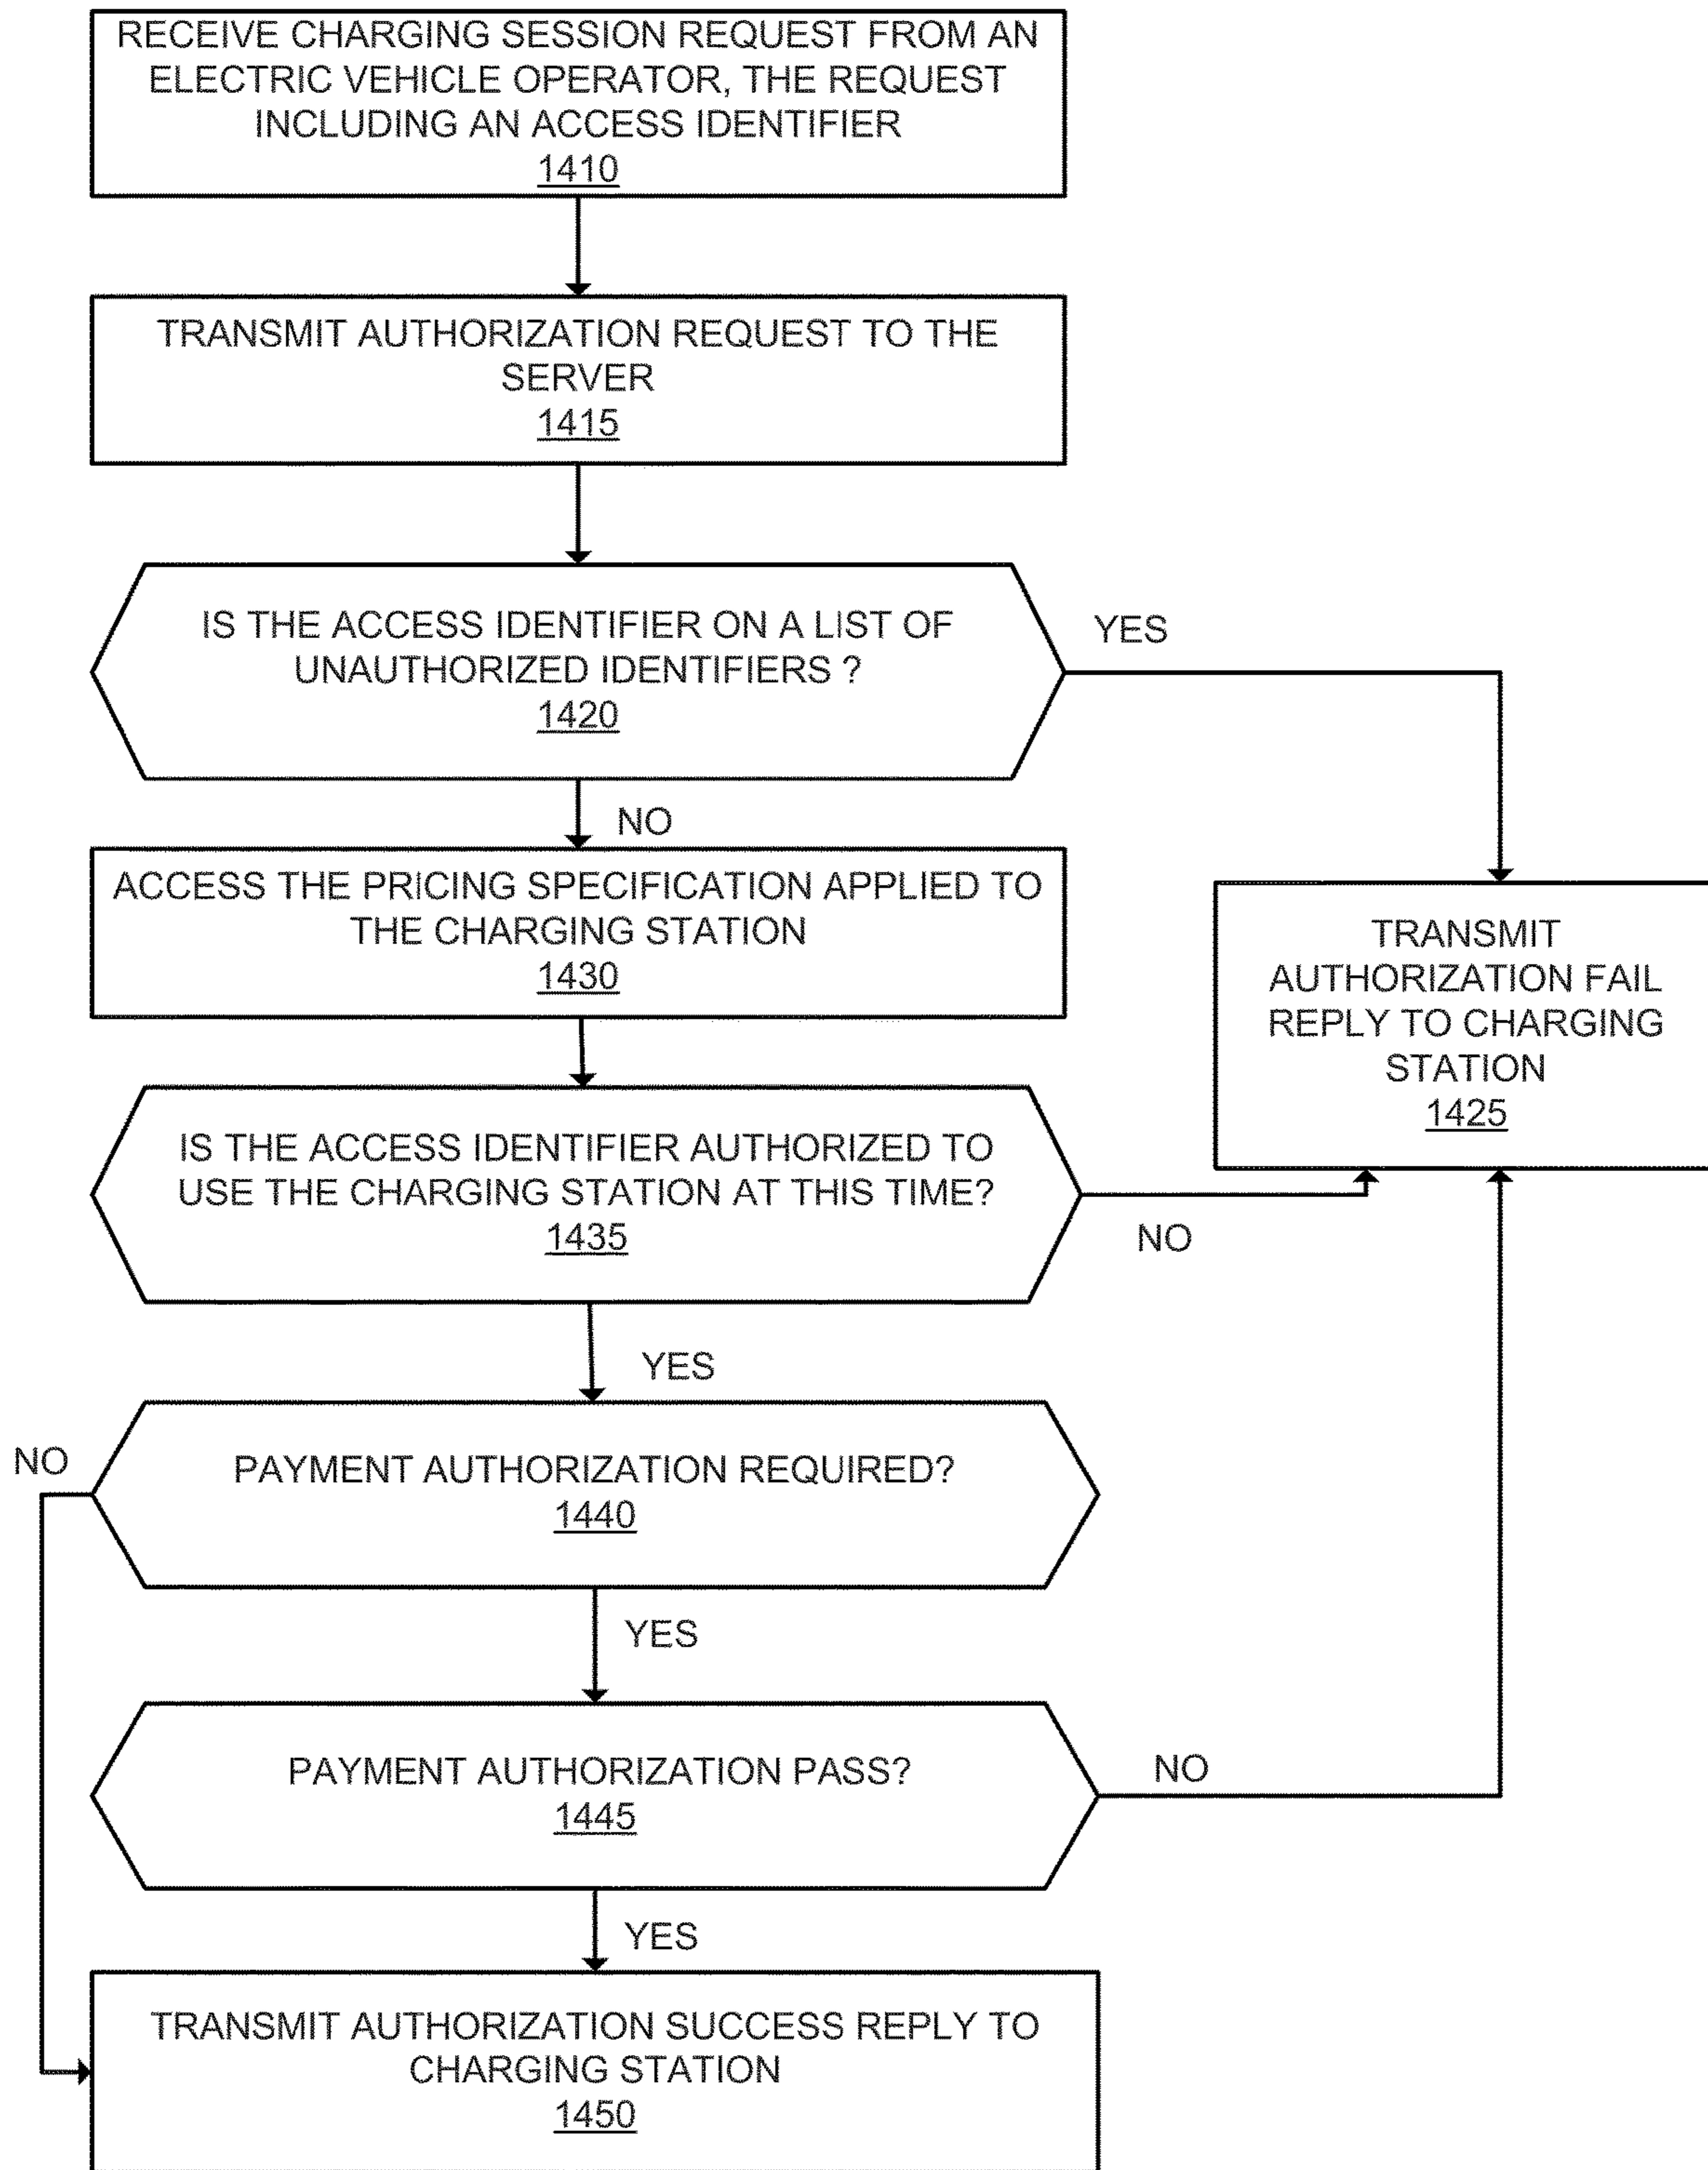 RECEIVE CHARGING SESSION REQUEST FROM AN
ELECTRIC VEHICLE OPERATOR, THE REQUEST
INCLUDING AN ACCESS IDENTIFIER
1410
TRANSMIT AUTHORIZATION REQUEST TO THE
SERVER
1415
IS THE ACCESS IDENTIFIER ON A LIST OF
UNAUTHORIZED IDENTIFIERS ?
1420
YES
NO
ACCESS THE PRICING SPECIFICATION APPLIED TO
THE CHARGING STATION
1430
TRANSMIT
AUTHORIZATION FAIL
REPLY TO CHARGING
STATION
1425
IS THE ACCESS IDENTIFIER AUTHORIZED TO
USE THE CHARGING STATION AT THIS TIME?
1435
NO
YES
NO
PAYMENT AUTHORIZATION REQUIRED?
1440
YES
PAYMENT AUTHORIZATION PASS?
1445
NO
YES
TRANSMIT AUTHORIZATION SUCCESS REPLY TO
CHARGING STATION
1450